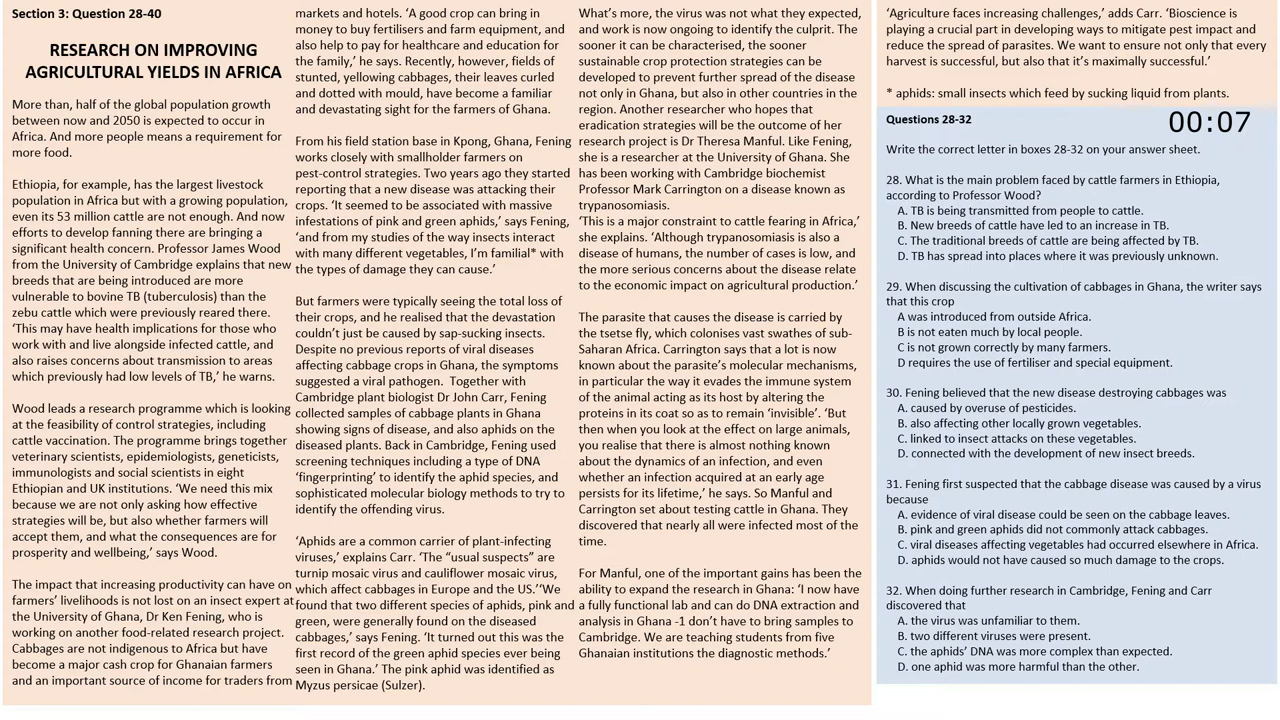 Section 3: Question 28-40
RESEARCH ON IMPROVING
AGRICULTURAL YIELDS IN AFRICA
More than, half of the global population growth
between now and 2050 is expected to occur in
Africa. And more people means a requirement for
more food.
Ethiopia, for example, has the largest livestock
population in Africa but with a growing population,
even its 53 million cattle are not enough. And now
efforts to develop fanning there are bringing a
significant health concern. Professor James Wood
from the University of Cambridge explains that new
breeds that are being introduced are more
vulnerable to bovine TB (tuberculosis) than the
zebu cattle which were previously reared there.
‘This may have health implications for those who
work with and live alongside infected cattle, and
also raises concerns about transmission to areas
which previously had low levels of TB,’ he warns.
Wood leads a research programme which is looking
at the feasibility of control strategies, including
cattle vaccination. The programme brings together
veterinary scientists, epidemiologists, geneticists,
immunologists and social scientists in eight
Ethiopian and UK institutions. ‘We need this mix
because we are not only asking how effective
strategies will be, but also whether farmers will
accept them, and what the consequences are for
prosperity and wellbeing,’ says Wood.
The impact that increasing productivity can have on
farmers’ livelihoods is not lost on an insect expert at
the University of Ghana, Dr Ken Fening, who is
working on another food-related research project.
Cabbages are not indigenous to Africa but have
become a major cash crop for Ghanaian farmers
and an important source of income for traders from
markets and hotels. ‘A good crop can bring in
money to buy fertilisers and farm equipment, and
also help to pay for healthcare and education for
the family,’ he says. Recently, however, fields of
stunted, yellowing cabbages, their leaves curled
and dotted with mould, have become a familiar
and devastating sight for the farmers of Ghana.
From his field station base in Kpong, Ghana, Fening
works closely with smallholder farmers on
pest-control strategies. Two years ago they started
reporting that a new disease was attacking their
crops. ‘It seemed to be associated with massive
infestations of pink and green aphids,’ says Fening,
‘and from my studies of the way insects interact
with many different vegetables, I’m familial* with
the types of damage they can cause.’
But farmers were typically seeing the total loss of
their crops, and he realised that the devastation
couldn’t just be caused by sap-sucking insects.
Despite no previous reports of viral diseases
affecting cabbage crops in Ghana, the symptoms
suggested a viral pathogen. Together with
Cambridge plant biologist Dr John Carr, Fening
collected samples of cabbage plants in Ghana
showing signs of disease, and also aphids on the
diseased plants. Back in Cambridge, Fening used
screening techniques including a type of DNA
‘fingerprinting’ to identify the aphid species, and
sophisticated molecular biology methods to try to
identify the offending virus.
‘Aphids are a common carrier of plant-infecting
viruses,’ explains Carr. ‘The “usual suspects” are
turnip mosaic virus and cauliflower mosaic virus,
which affect cabbages in Europe and the US.’‘We
found that two different species of aphids, pink and
green, were generally found on the diseased
cabbages,’ says Fening. ‘It turned out this was the
first record of the green aphid species ever being
seen in Ghana.’ The pink aphid was identified as
Myzus persicae (Sulzer).
What’s more, the virus was not what they expected,
and work is now ongoing to identify the culprit. The
sooner it can be characterised, the sooner
sustainable crop protection strategies can be
developed to prevent further spread of the disease
not only in Ghana, but also in other countries in the
region. Another researcher who hopes that
eradication strategies will be the outcome of her
research project is Dr Theresa Manful. Like Fening,
she is a researcher at the University of Ghana. She
has been working with Cambridge biochemist
Professor Mark Carrington on a disease known as
trypanosomiasis.
‘This is a major constraint to cattle fearing in Africa,’
she explains. ‘Although trypanosomiasis is also a
disease of humans, the number of cases is low, and
the more serious concerns about the disease relate
to the economic impact on agricultural production.’
The parasite that causes the disease is carried by
the tsetse fly, which colonises vast swathes of sub-
Saharan Africa. Carrington says that a lot is now
known about the parasite’s molecular mechanisms,
in particular the way it evades the immune system
of the animal acting as its host by altering the
proteins in its coat so as to remain ‘invisible’. ‘But
then when you look at the effect on large animals,
you realise that there is almost nothing known
about the dynamics of an infection, and even
whether an infection acquired at an early age
persists for its lifetime,’ he says. So Manful and
Carrington set about testing cattle in Ghana. They
discovered that nearly all were infected most of the
time.
For Manful, one of the important gains has been the
ability to expand the research in Ghana: ‘I now have
a fully functional lab and can do DNA extraction and
analysis in Ghana -1 don’t have to bring samples to
Cambridge. We are teaching students from five
Ghanaian institutions the diagnostic methods.’
‘Agriculture faces increasing challenges,’ adds Carr. ‘Bioscience is
playing a crucial part in developing ways to mitigate pest impact and
reduce the spread of parasites. We want to ensure not only that every
harvest is successful, but also that it’s maximally successful.’
* aphids: small insects which feed by sucking liquid from plants.
Questions 28-32
00:07
Write the correct letter in boxes 28-32 on your answer sheet.
28. What is the main problem faced by cattle farmers in Ethiopia,
according to Professor Wood?
A. TB is being transmitted from people to cattle.
B. New breeds of cattle have led to an increase in TB.
C. The traditional breeds of cattle are being affected by TB.
D. TB has spread into places where it was previously unknown.
29. When discussing the cultivation of cabbages in Ghana, the writer says
that this crop
A was introduced from outside Africa.
B is not eaten much by local people.
C is not grown correctly by many farmers.
D requires the use of fertiliser and special equipment.
30. Fening believed that the new disease destroying cabbages was
A. caused by overuse of pesticides.
B. also affecting other locally grown vegetables.
C. linked to insect attacks on these vegetables.
D. connected with the development of new insect breeds.
31. Fening first suspected that the cabbage disease was caused by a virus
because
A. evidence of viral disease could be seen on the cabbage leaves.
B. pink and green aphids did not commonly attack cabbages.
C. viral diseases affecting vegetables had occurred elsewhere in Africa.
D. aphids would not have caused so much damage to the crops.
32. When doing further research in Cambridge, Fening and Carr
discovered that
A. the virus was unfamiliar to them.
B. two different viruses were present.
C. the aphids’ DNA was more complex than expected.
D. one aphid was more harmful than the other.